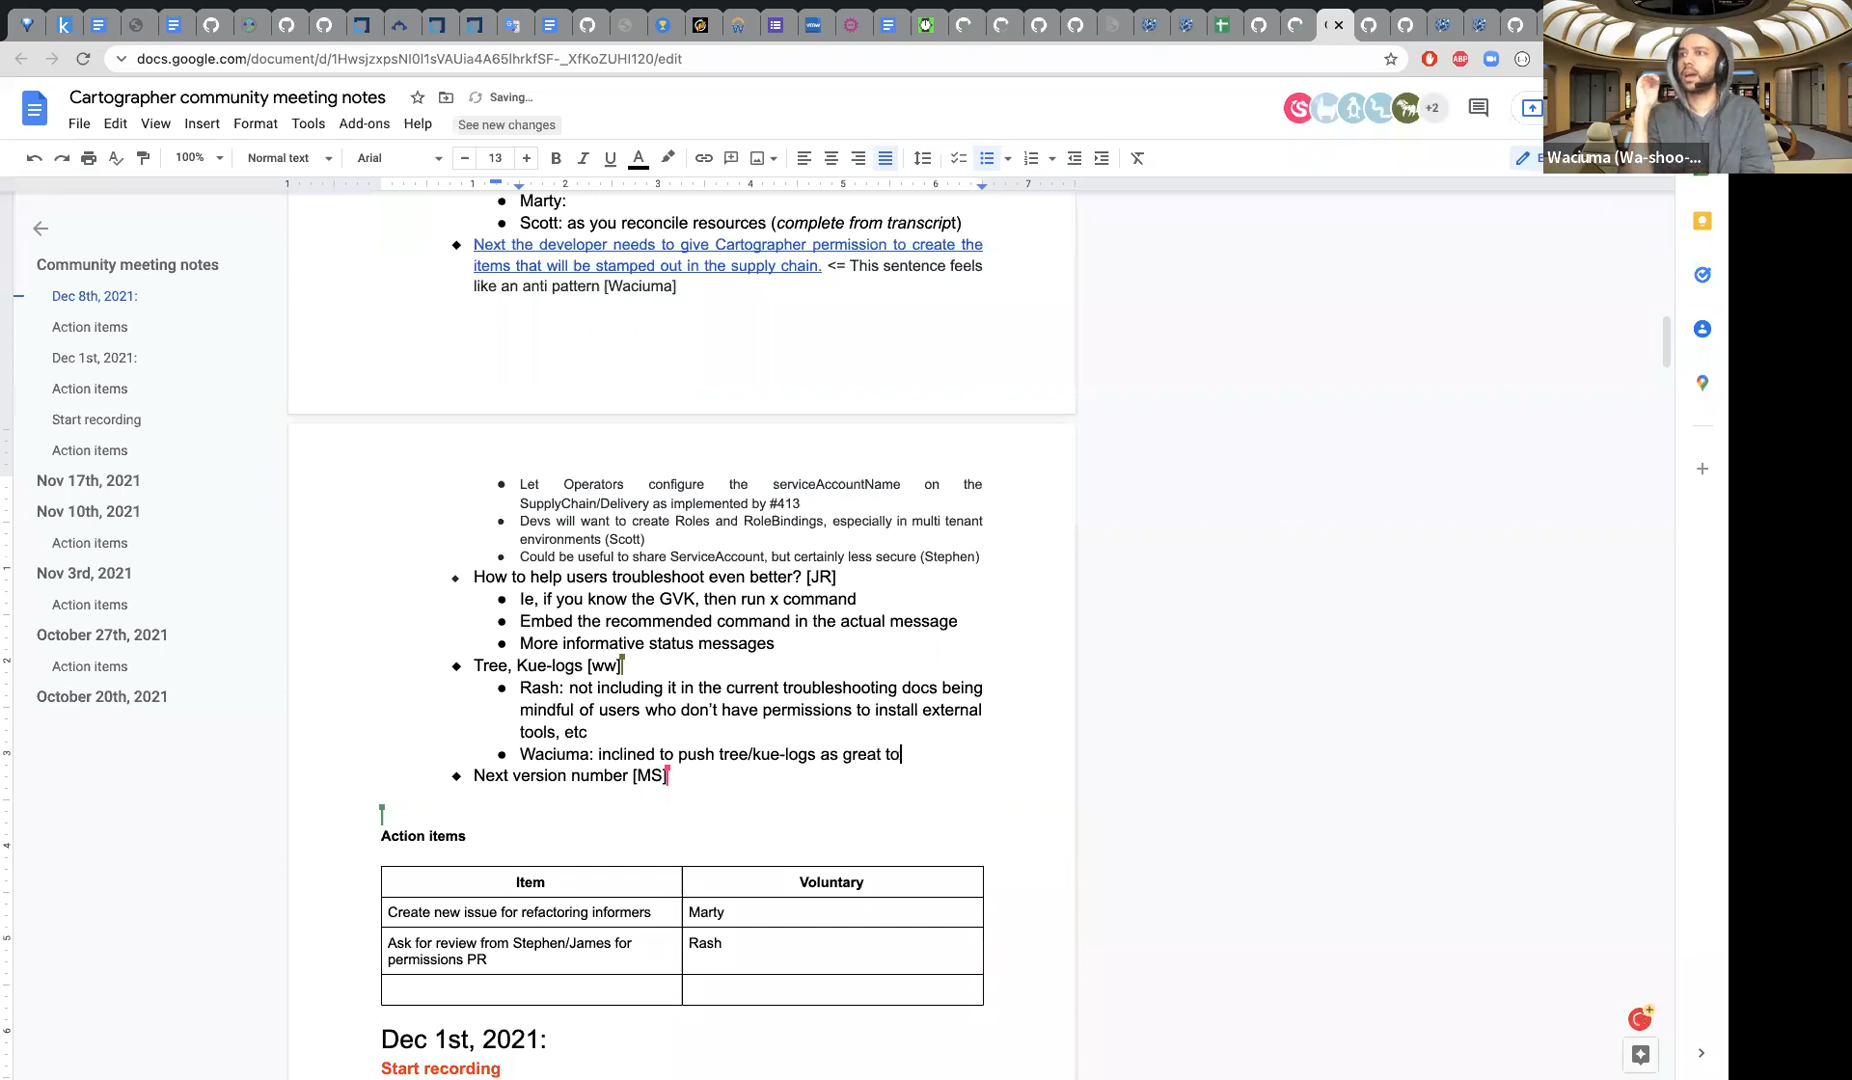 docs.google.com/document/d/1HwsjzxpsNI0l1sVAUia4A65lhrkfSF-_XfKoZUHI120/edit
Cartographer community meeting notes
Saving...
+2
File Edit View Insert Format Tools Add-ons Help See new changes
100% Normal text Arial 13
Waciuma (Wa-shoo-...
1 1 2 3 4 5 6 7
Community meeting notes
Dec 8th, 2021:
Action items
Dec 1st, 2021:
Action items
Start recording
Action items
Nov 17th, 2021
Nov 10th, 2021
Action items
Nov 3rd, 2021
Action items
October 27th, 2021
Action items
October 20th, 2021
Marty:
Scott: as you reconcile resources (complete from transcript)
Next the developer needs to give Cartographer permission to create the
items that will be stamped out in the supply chain. <= This sentence feels
like an anti pattern [Waciuma]
Let Operators configure the serviceAccountName on the
SupplyChain/Delivery as implemented by #413
Devs will want to create Roles and RoleBindings, especially in multi tenant
environments (Scott)
Could be useful to share ServiceAccount, but certainly less secure (Stephen)
How to help users troubleshoot even better? [JR]
Ie, if you know the GVK, then run x command
Embed the recommended command in the actual message
More informative status messages
Tree, Kue-logs [ww]
Rash: not including it in the current troubleshooting docs being
mindful of users who don't have permissions to install external
tools, etc
Waciuma: inclined to push tree/kue-logs as great to
Next version number [MS]
Action items
Item Voluntary
Create new issue for refactoring informers Marty
Ask for review from Stephen/James for Rash
permissions PR
Dec 1st, 2021:
Start recording